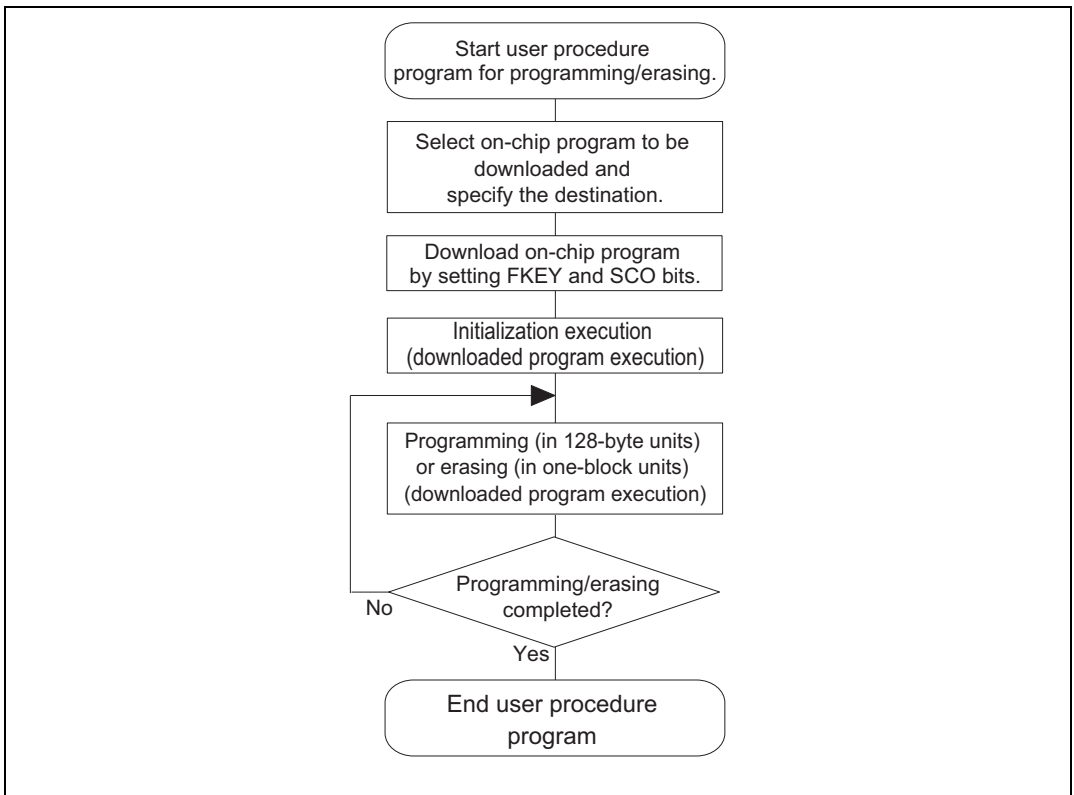 Start user procedure
program for programming/erasing.
Select on-chip program to be
downloaded and
specify the destination.
Download on-chip program
by setting FKEY and SCO bits.
Initialization execution
(downloaded program execution)
Programming (in 128-byte units)
or erasing (in one-block units)
(downloaded program execution)
Programming/erasing
completed?
No
Yes
End user procedure
program